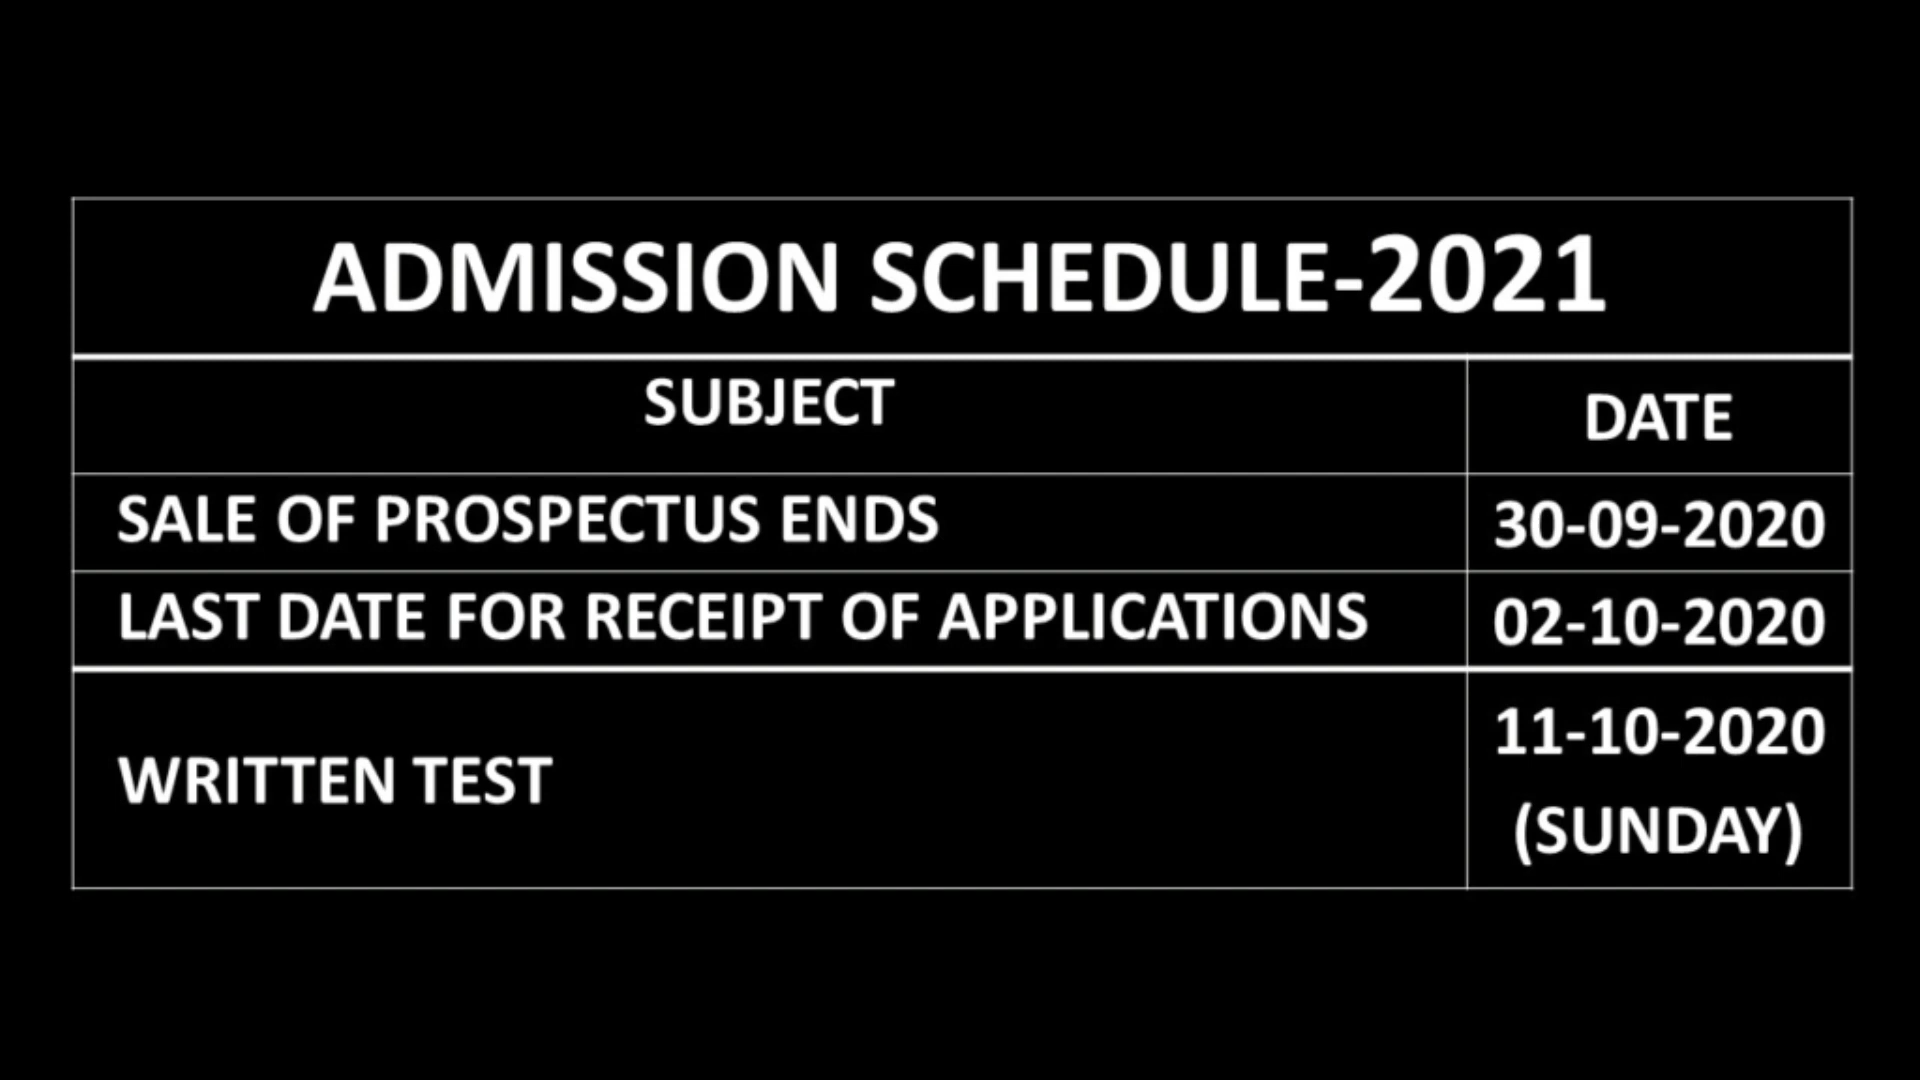 ADMISSION SCHEDULE-2021
SUBJECT DATE
SALE OF PROSPECTUS ENDS 30-09-2020
LAST DATE FOR RECEIPT OF APPLICATIONS 02-10-2020
WRITTEN TEST 11-10-2020
(SUNDAY)